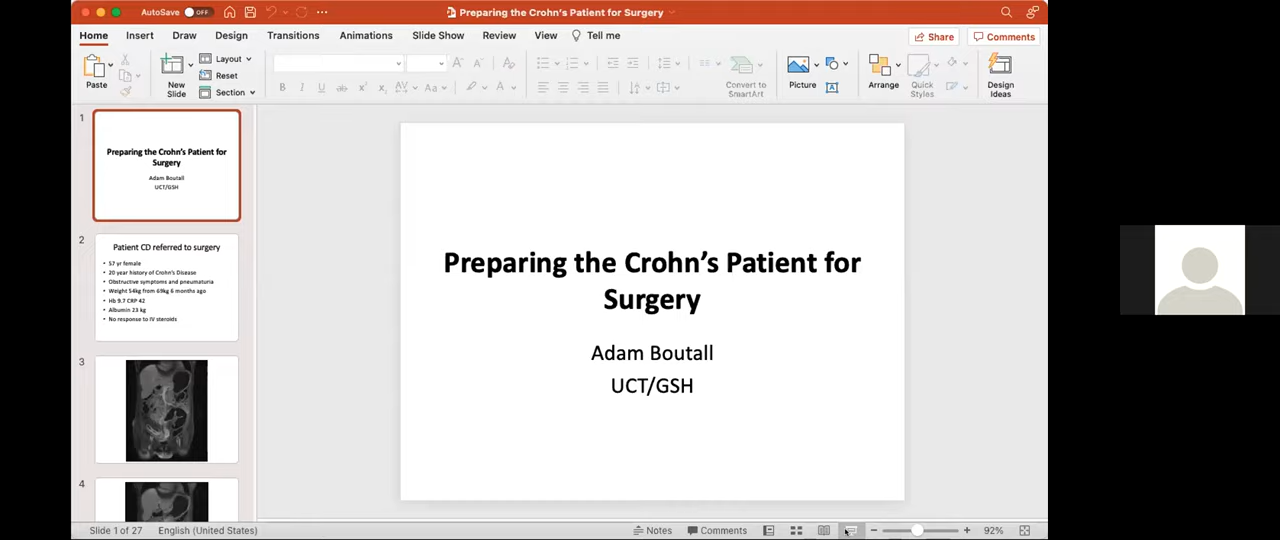 AutoSave OFF
Preparing the Crohn's Patient for Surgery
Home Insert Draw Design Transitions Animations Slide Show Review View Tell me
Share Comments
Paste
New
Slide
Layout
Reset
Section
Convert to
SmartArt
Picture
Arrange
Quick
Styles
Design
Ideas
1
Preparing the Crohn's Patient for
Surgery
Adam Boutall
UCT/GSH
2
Patient CD referred to surgery
• 57 yr female
• 20 year history of Crohn's Disease
• Obstructive symptoms and pneumaturia
• Weight 54kg from 69kg 6 months ago
• Hb 9.7 CRP 42
• Albumin 23 kg
• No response to IV steroids
3
4
Preparing the Crohn's Patient for
Surgery
Adam Boutall
UCT/GSH
Slide 1 of 27 English (United States)
Notes Comments 92%